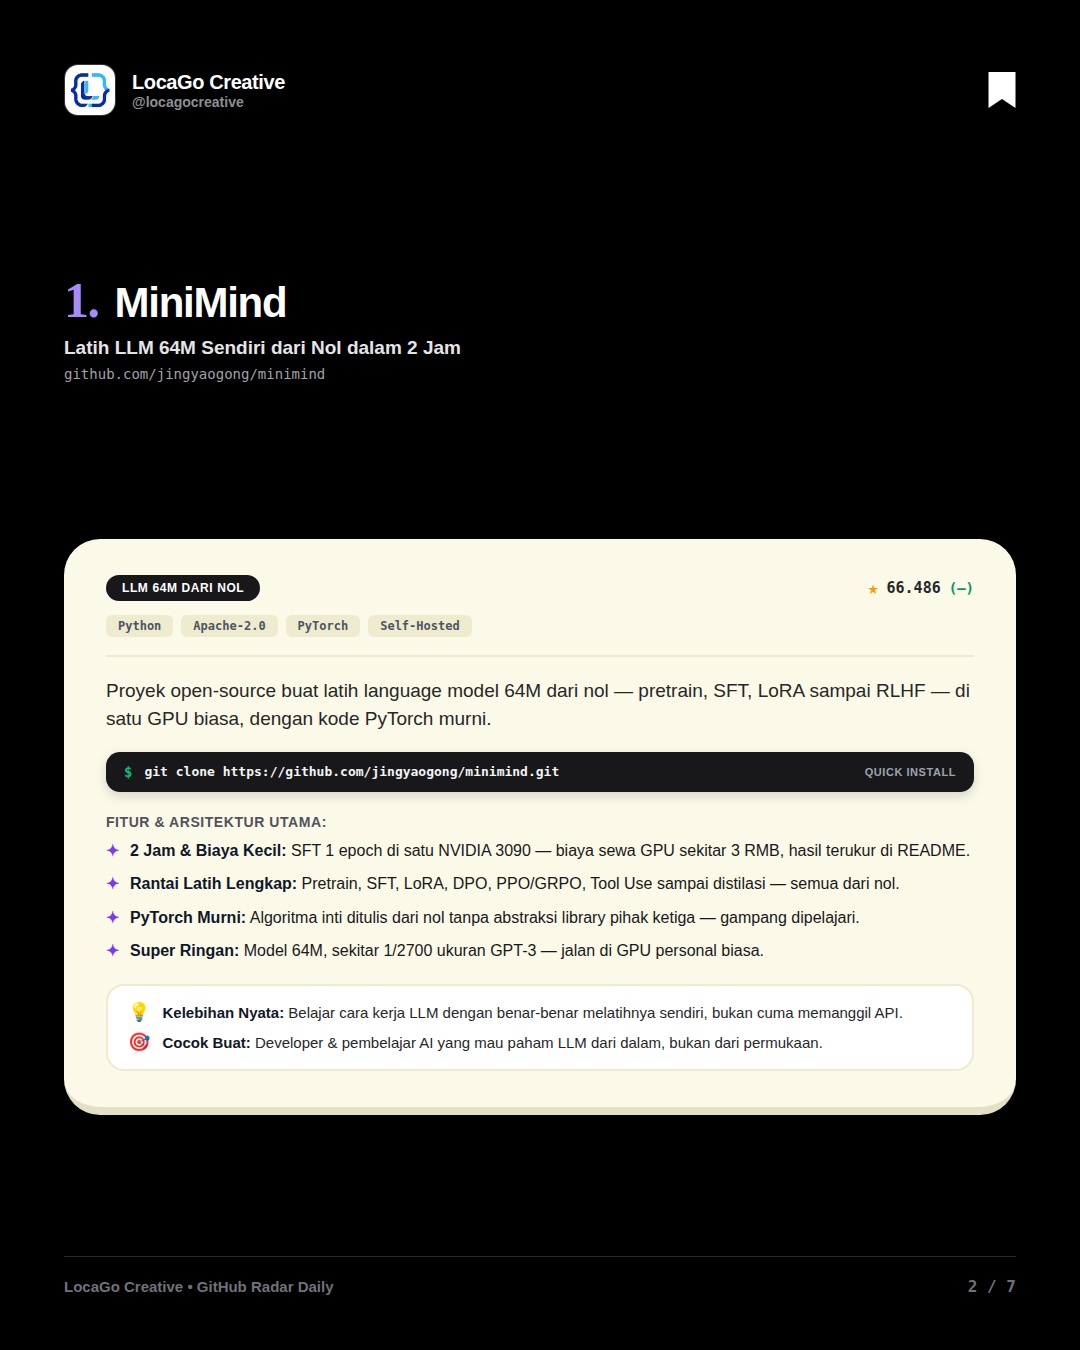 LocaGo Creative
@locagocreative
1. MiniMind
Latih LLM 64M Sendiri dari Nol dalam 2 Jam
github.com/jingyaogong/minimind
LLM 64M DARI NOL
★ 66.486 (—)
Python Apache-2.0 PyTorch Self-Hosted
Proyek open-source buat latih language model 64M dari nol — pretrain, SFT, LoRA sampai RLHF — di
satu GPU biasa, dengan kode PyTorch murni.
$ git clone https://github.com/jingyaogong/minimind.git QUICK INSTALL
FITUR & ARSITEKTUR UTAMA:
✦ 2 Jam & Biaya Kecil: SFT 1 epoch di satu NVIDIA 3090 — biaya sewa GPU sekitar 3 RMB, hasil terukur di README.
✦ Rantai Latih Lengkap: Pretrain, SFT, LoRA, DPO, PPO/GRPO, Tool Use sampai distilasi — semua dari nol.
✦ PyTorch Murni: Algoritma inti ditulis dari nol tanpa abstraksi library pihak ketiga — gampang dipelajari.
✦ Super Ringan: Model 64M, sekitar 1/2700 ukuran GPT-3 — jalan di GPU personal biasa.
💡 Kelebihan Nyata: Belajar cara kerja LLM dengan benar-benar melatihnya sendiri, bukan cuma memanggil API.
🎯 Cocok Buat: Developer & pembelajar AI yang mau paham LLM dari dalam, bukan dari permukaan.
LocaGo Creative • GitHub Radar Daily
2 / 7